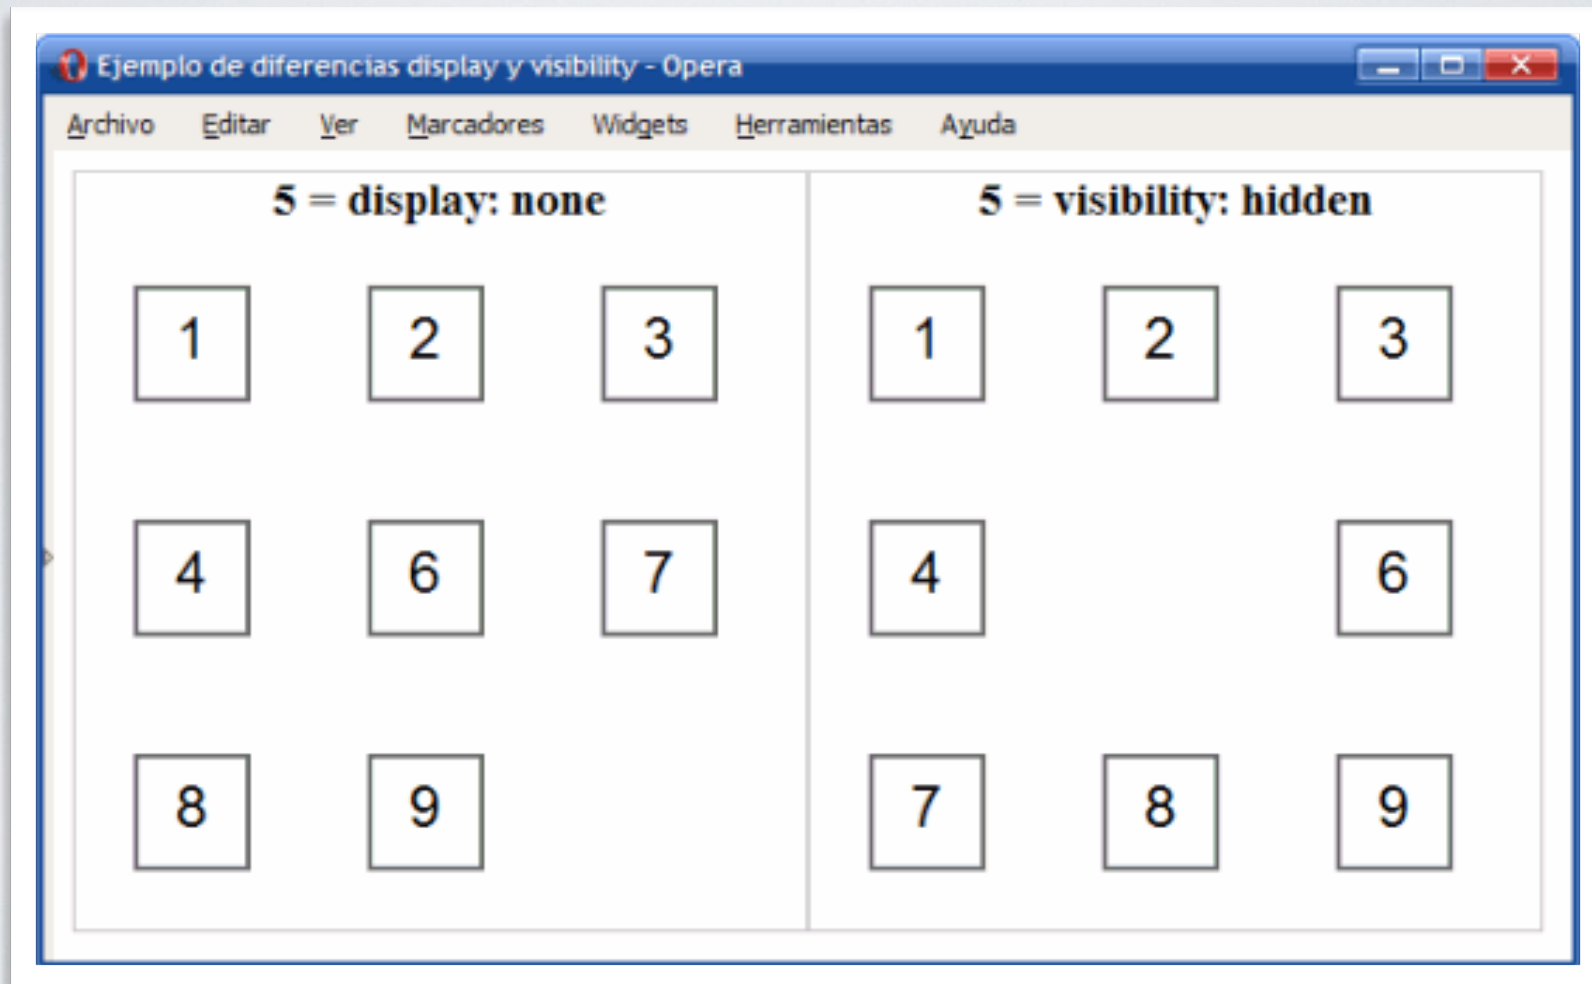 Ejemplo de diferencias display y visibility - Opera
Archivo Editar Ver Marcadores Widgets Herramientas Ayuda
5 = display: none
1 2 3
4 6 7
8 9
5 = visibility: hidden
1 2 3
4 6
7 8 9